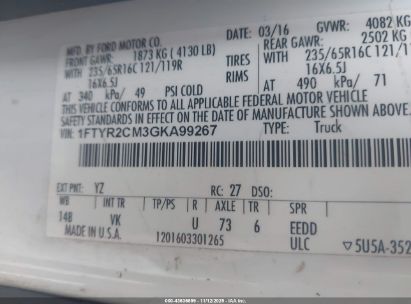 MFD. BY FORD MOTOR CO.
03/16 GVWR: 4082 KG
FRONT GAWR: 1873 KG ( 4130 LB)
REAR GAWR: 2502 KG
WITH 235/65R16C 121/119R TIRES
WITH 235/65R16C 121/1
16X6.5J RIMS 16X6.5J
AT 340 kPa/ 49 PSI COLD AT 490 kPa/ 71
THIS VEHICLE CONFORMS TO ALL APPLICABLE FEDERAL MOTOR VEHICLE
SAFETY STANDARDS IN EFFECT ON THE DATE OF MANUFACTURE SHOWN ABOVE.
VIN: 1FTYR2CM3GKA99267 TYPE: Truck
EXT PNT: YZ RC: 27 DSO:
WB INT TR TP/PS R AXLE TR SPR
148 VK U 73 6 EEDD
MADE IN U.S.A. 1201603301265 ULC ▽5U5A-352